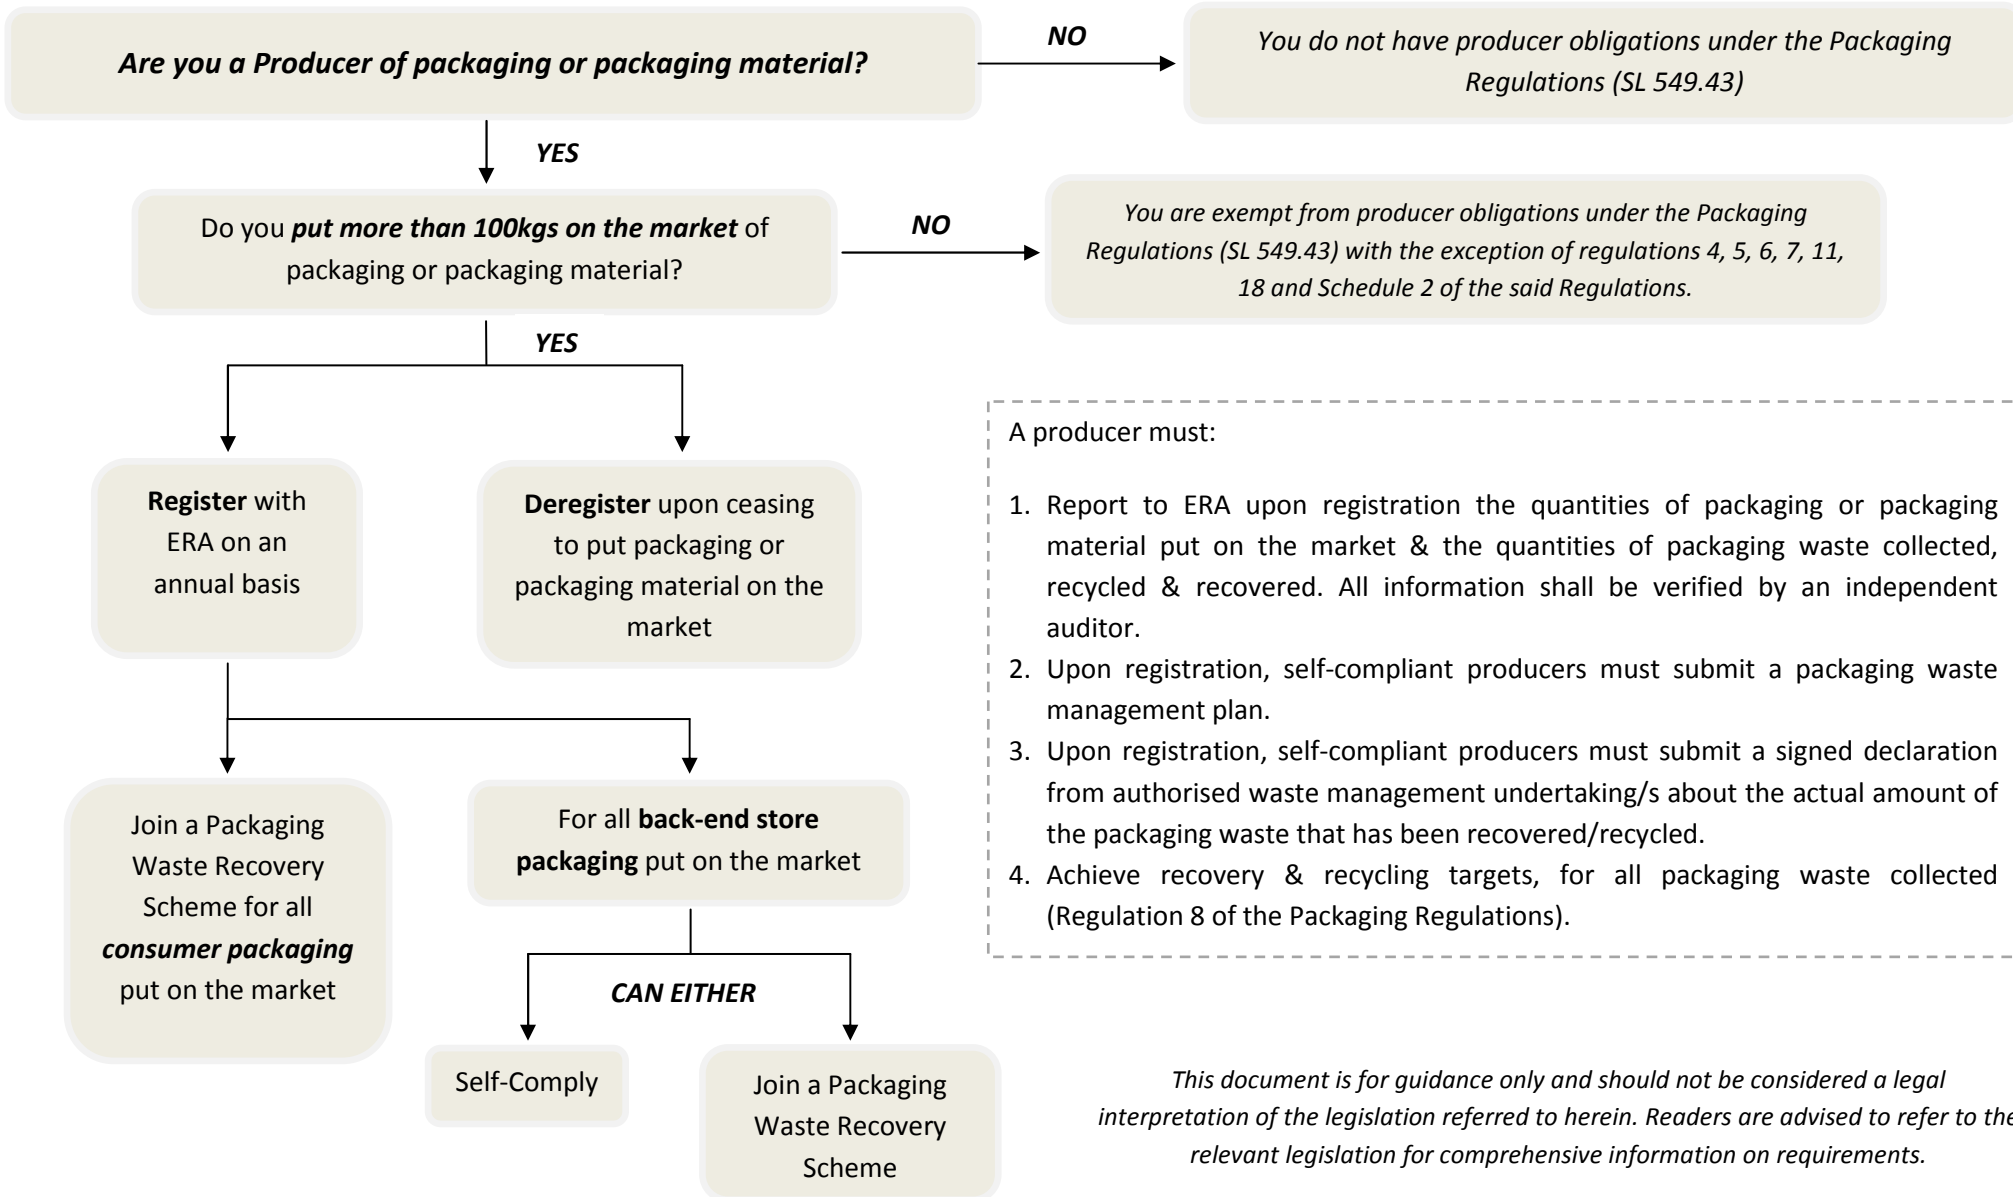 Are you a Producer of packaging or packaging material?
NO
You do not have producer obligations under the Packaging
Regulations (SL 549.43)
YES
Do you put more than 100kgs on the market of
packaging or packaging material?
NO
You are exempt from producer obligations under the Packaging
Regulations (SL 549.43) with the exception of regulations 4, 5, 6, 7, 11,
18 and Schedule 2 of the said Regulations.
YES
Register with
ERA on an
annual basis
Deregister upon ceasing
to put packaging or
packaging material on the
market
A producer must:
1. Report to ERA upon registration the quantities of packaging or packaging
material put on the market & the quantities of packaging waste collected,
recycled & recovered. All information shall be verified by an independent
auditor.
2. Upon registration, self-compliant producers must submit a packaging waste
management plan.
3. Upon registration, self-compliant producers must submit a signed declaration
from authorised waste management undertaking/s about the actual amount of
the packaging waste that has been recovered/recycled.
4. Achieve recovery & recycling targets, for all packaging waste collected
(Regulation 8 of the Packaging Regulations).
Join a Packaging
Waste Recovery
Scheme for all
consumer packaging
put on the market
For all back-end store
packaging put on the market
CAN EITHER
Self-Comply
Join a Packaging
Waste Recovery
Scheme
This document is for guidance only and should not be considered a legal
interpretation of the legislation referred to herein. Readers are advised to refer to the
relevant legislation for comprehensive information on requirements.